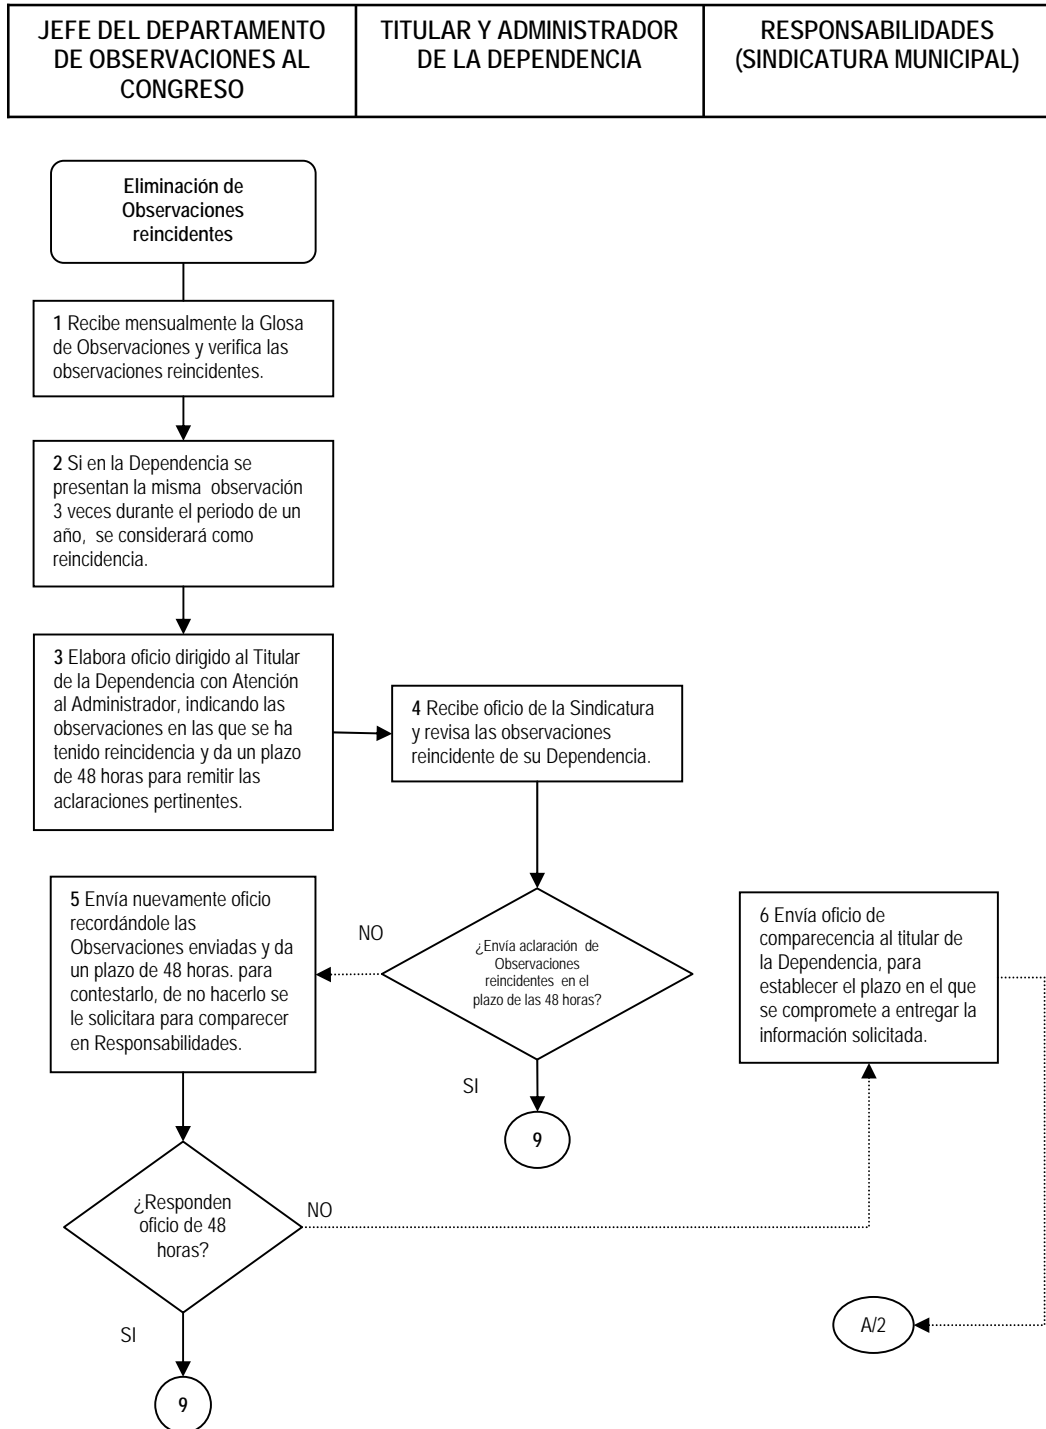 JEFE DEL DEPARTAMENTO
DE OBSERVACIONES AL
CONGRESO
TITULAR Y ADMINISTRADOR
DE LA DEPENDENCIA
RESPONSABILIDADES
(SINDICATURA MUNICIPAL)
Eliminación de
Observaciones
reincidentes
1 Recibe mensualmente la Glosa
de Observaciones y verifica las
observaciones reincidentes.
2 Si en la Dependencia se
presentan la misma observación
3 veces durante el periodo de un
año, se considerará como
reincidencia.
3 Elabora oficio dirigido al Titular
de la Dependencia con Atención
al Administrador, indicando las
observaciones en las que se ha
tenido reincidencia y da un plazo
de 48 horas para remitir las
aclaraciones pertinentes.
4 Recibe oficio de la Sindicatura
y revisa las observaciones
reincidente de su Dependencia.
5 Envía nuevamente oficio
recordándole las
Observaciones enviadas y da
un plazo de 48 horas. para
contestarlo, de no hacerlo se
le solicitara para comparecer
en Responsabilidades.
NO
¿Envía aclaración de
Observaciones
reincidentes en el
plazo de las 48 horas?
SI
9
6 Envía oficio de
comparecencia al titular de
la Dependencia, para
establecer el plazo en el que
se compromete a entregar la
información solicitada.
¿Responden
oficio de 48
horas?
NO
SI
9
A/2